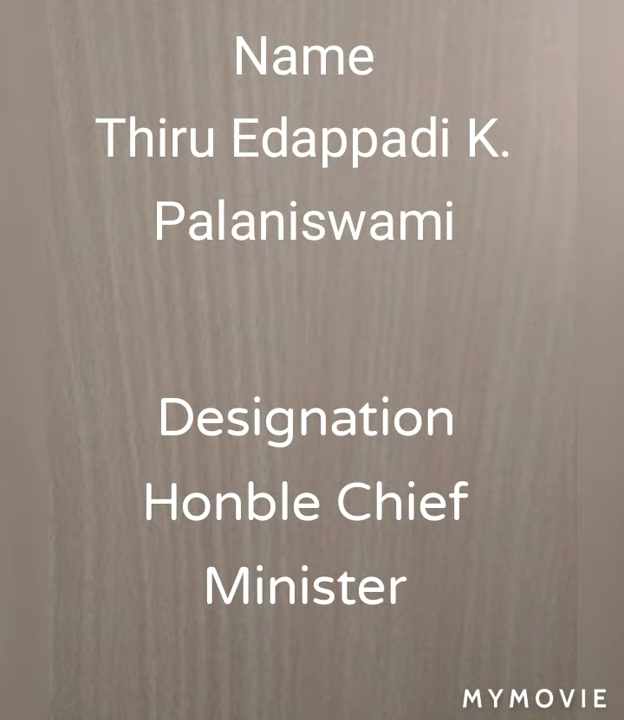 Name
Thiru Edappadi K.
Palaniswami
Designation
Honble Chief
Minister
MYMOVIE